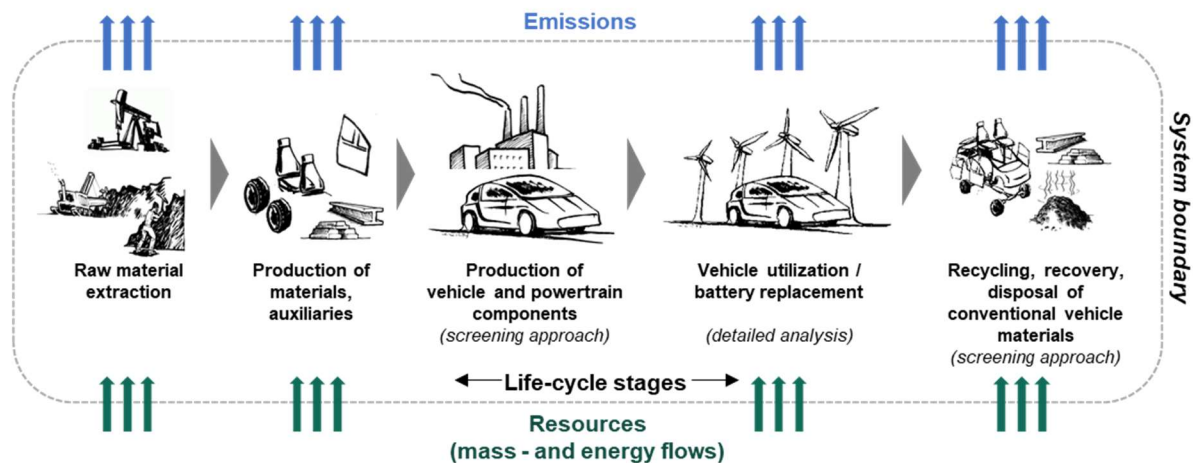 Emissions
Raw material
extraction
Production of
materials,
auxiliaries
Production of
vehicle and powertrain
components
(screening approach)
Vehicle utilization /
battery replacement
(detailed analysis)
Recycling, recovery,
disposal of
conventional vehicle
materials
(screening approach)
System boundary
Life-cycle stages
Resources
(mass - and energy flows)